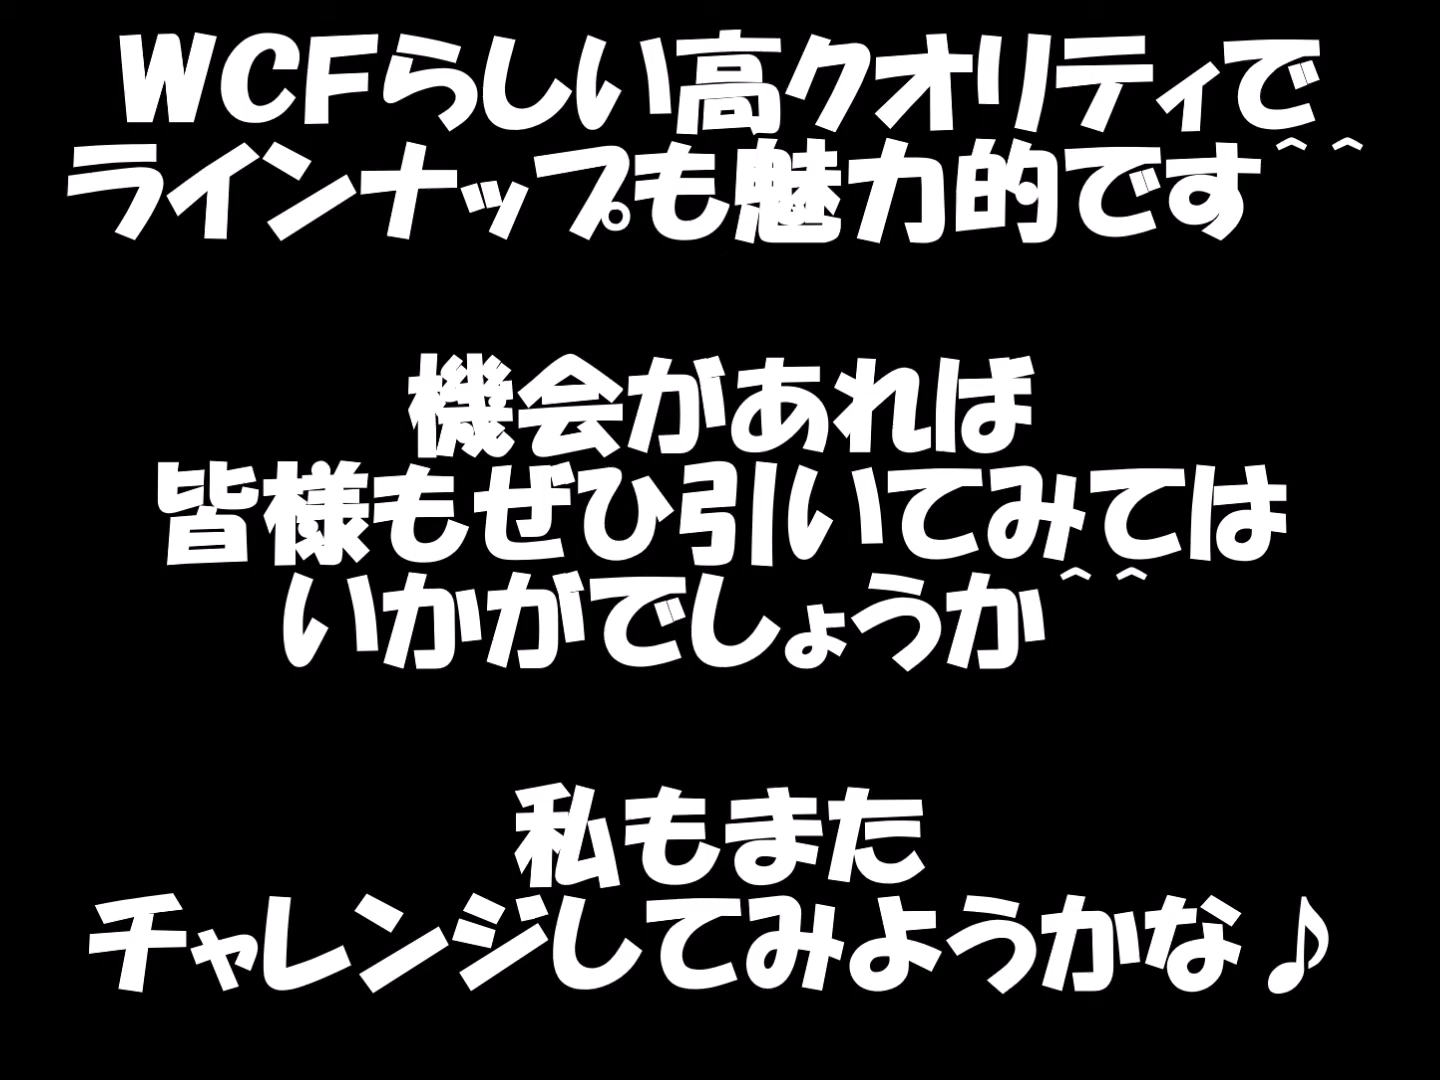 WCFらしい高クオリティで
ラインナップも魅力的です^ ^
機会があれば
皆様もぜひ引いてみては
いかがでしょうか^ ^
私もまた
チャレンジしてみようかな♪